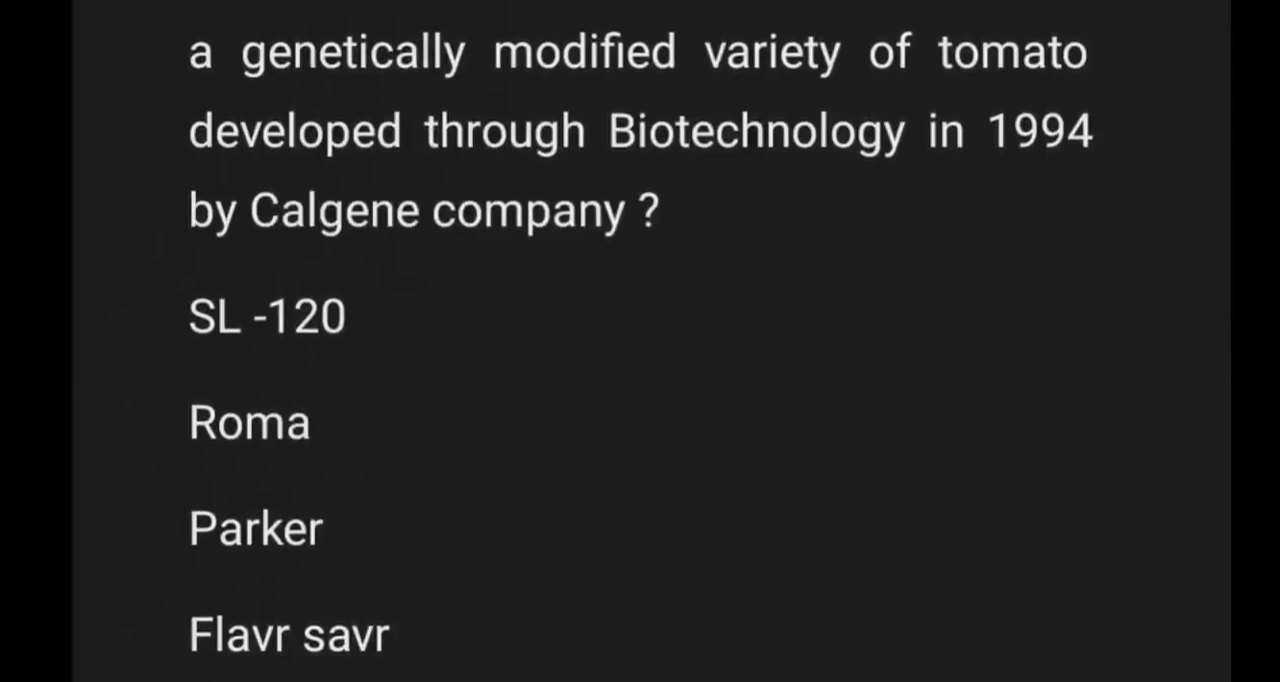 a genetically modified variety of tomato
developed through Biotechnology in 1994
by Calgene company ?
SL -120
Roma
Parker
Flavr savr